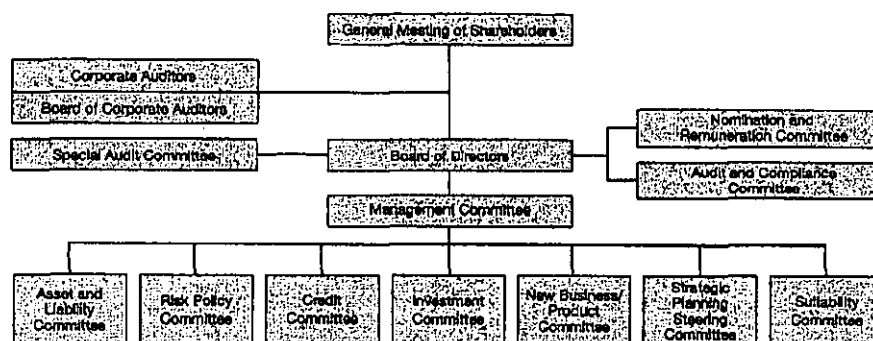 General Meeting of Shareholders
Corporate Auditors
Board of Corporate Auditors
Special Audit Committee
Board of Directors
Nomination and
Remuneration Committee
Audit and Compliance
Committee
Management Committee
Asset and
Liability
Committee
Risk Policy
Committee
Credit
Committee
Investment
Committee
New Business/
Product
Committee
Strategic
Planning
Steering
Committee
Suitability
Committee